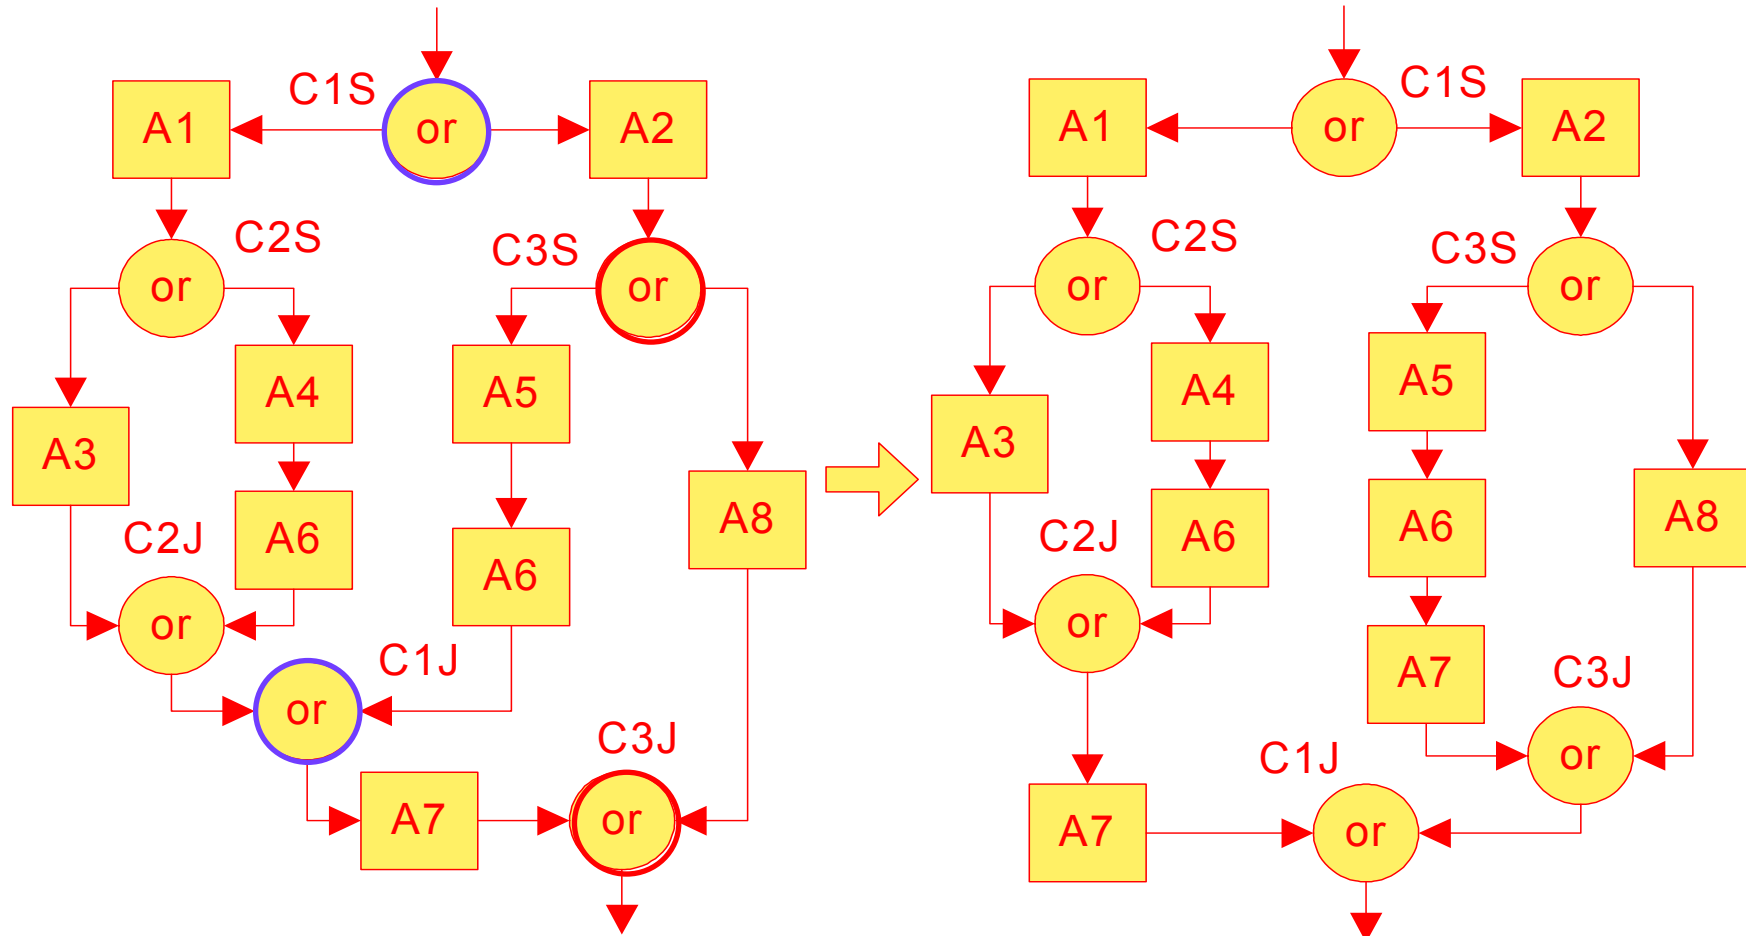 C1S
A1
or
A2
C2S
C3S
or
or
A4
A5
A3
A6
A8
C2J
A6
or
C1J
or
C3J
A7
or
C1S
A1
or
A2
C2S
C3S
or
or
A5
A4
A3
A6
A6
A8
C2J
or
A7
C3J
C1J
or
A7
or